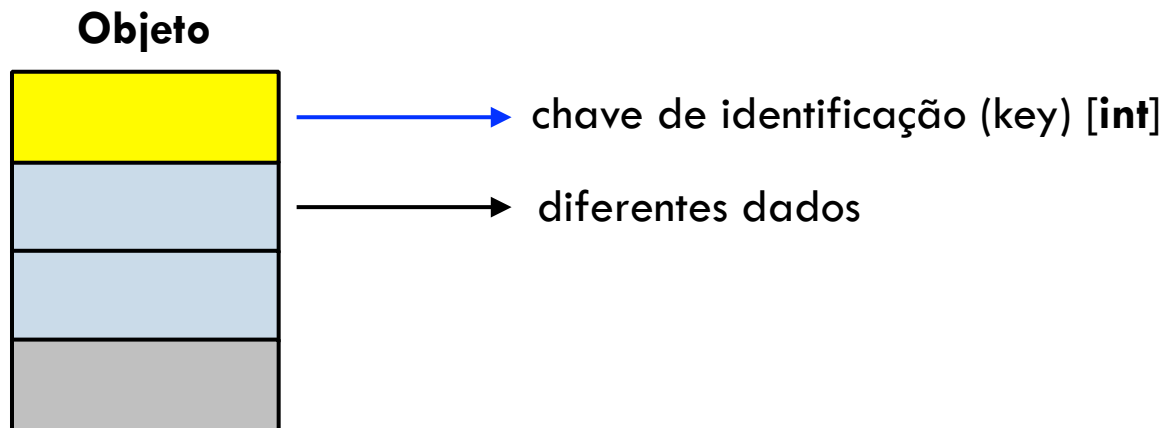 Objeto
chave de identificação (key) [int]
diferentes dados